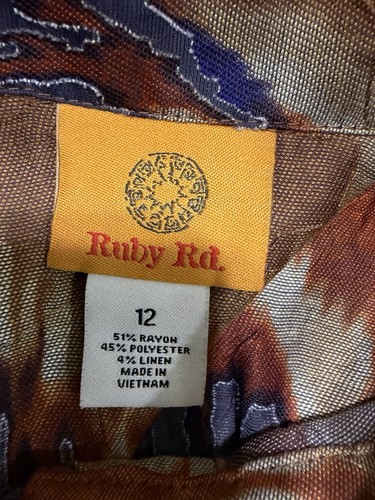 Ruby Rd.
12
51% RAYON
45% POLYESTER
4% LINEN
MADE IN
VIETNAM